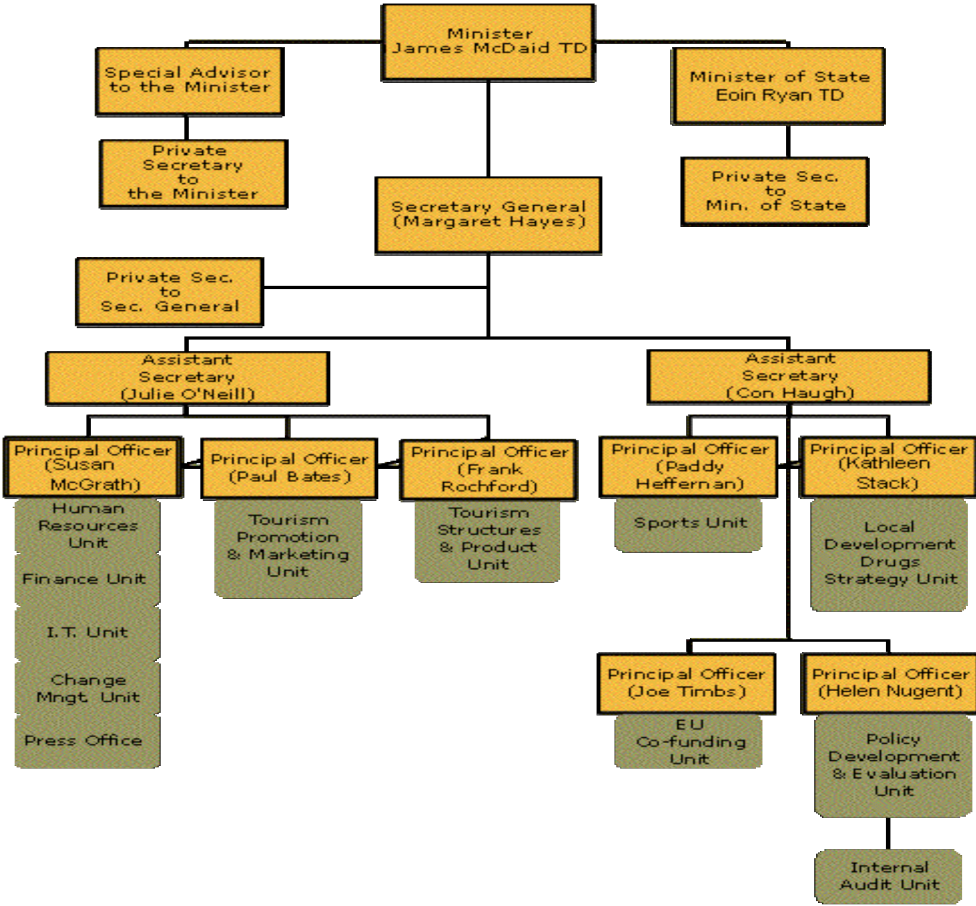 Minister
James McDaid TD
Special Advisor
to the Minister
Minister of State
Eoin Ryan TD
Private
Secretary
to
the Minister
Private Sec.
to
Min. of State
Secretary General
(Margaret Hayes)
Private Sec.
to
Sec. General
Assistant
Secretary
(Julie O'Neill)
Assistant
Secretary
(Con Haugh)
Principal Officer
(Susan
McGrath)
Principal Officer
(Paul Bates)
Principal Officer
(Frank
Rochford)
Principal Officer
(Paddy
Heffernan)
Principal Officer
(Kathleen
Stack)
Human
Resources
Unit
Finance Unit
I.T. Unit
Change
Mngt. Unit
Press Office
Tourism
Promotion
& Marketing
Unit
Tourism
Structures
& Product
Unit
Sports Unit
Local
Development
Drugs
Strategy Unit
Principal Officer
(Joe Timbs)
Principal Officer
(Helen Nugent)
EU
Co-funding
Unit
Policy
Development
& Evaluation
Unit
Internal
Audit Unit